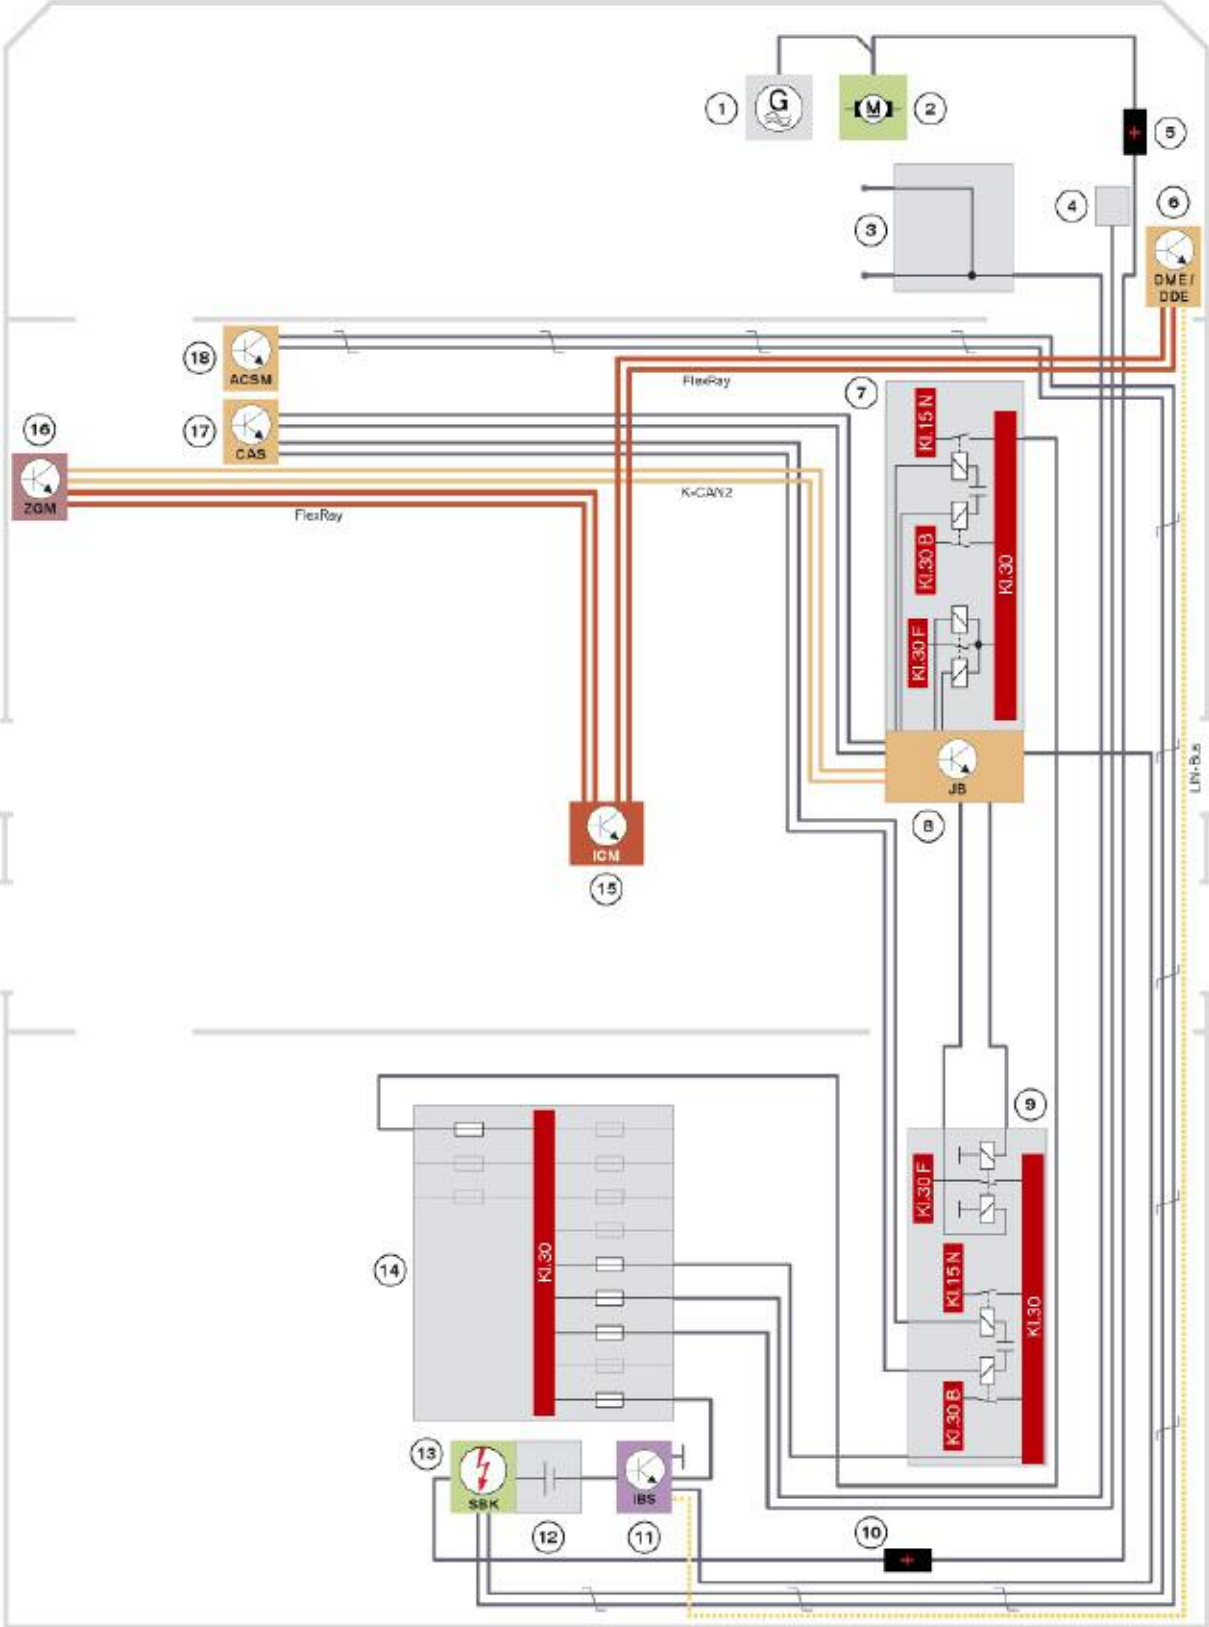 G
1
M
2
+
5
3
4
6
DME/
DDE
18
ACSM
FlexRay
7
16
17
CAS
Kl.15 N
ZGM
K-CAN2
FlexRay
Kl.30 B
Kl.30
Kl.30 F
LIN-Bus
JB
8
ICM
15
9
Kl.30 F
14
Kl.30
Kl.15 N
Kl.30
Kl.30 B
13
SBK
IBS
12
11
10
+